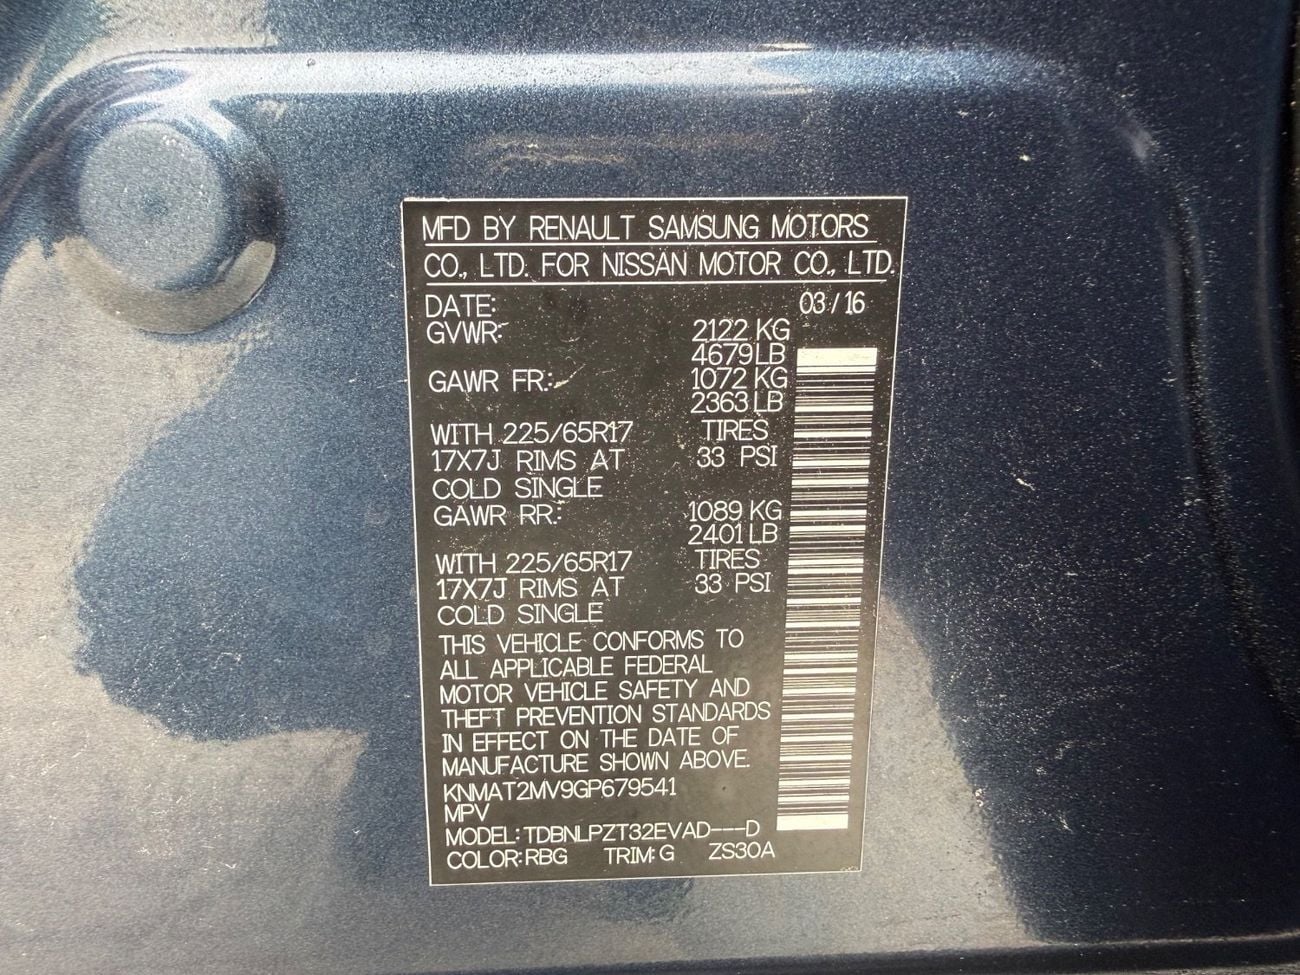 MFD BY RENAULT SAMSUNG MOTORS
CO., LTD. FOR NISSAN MOTOR CO., LTD.
DATE: 03/16
GVWR: 2122 KG
4679 LB
GAWR FR: 1072 KG
2363 LB
WITH 225/65R17 TIRES
17X7J RIMS AT 33 PSI
COLD SINGLE
GAWR RR: 1089 KG
2401 LB
WITH 225/65R17 TIRES
17X7J RIMS AT 33 PSI
COLD SINGLE
THIS VEHICLE CONFORMS TO
ALL APPLICABLE FEDERAL
MOTOR VEHICLE SAFETY AND
THEFT PREVENTION STANDARDS
IN EFFECT ON THE DATE OF
MANUFACTURE SHOWN ABOVE.
KNMAT2MV9GP679541
MPV
MODEL: TDBNLPZT32EVAD---D
COLOR: RBG TRIM: G ZS30A